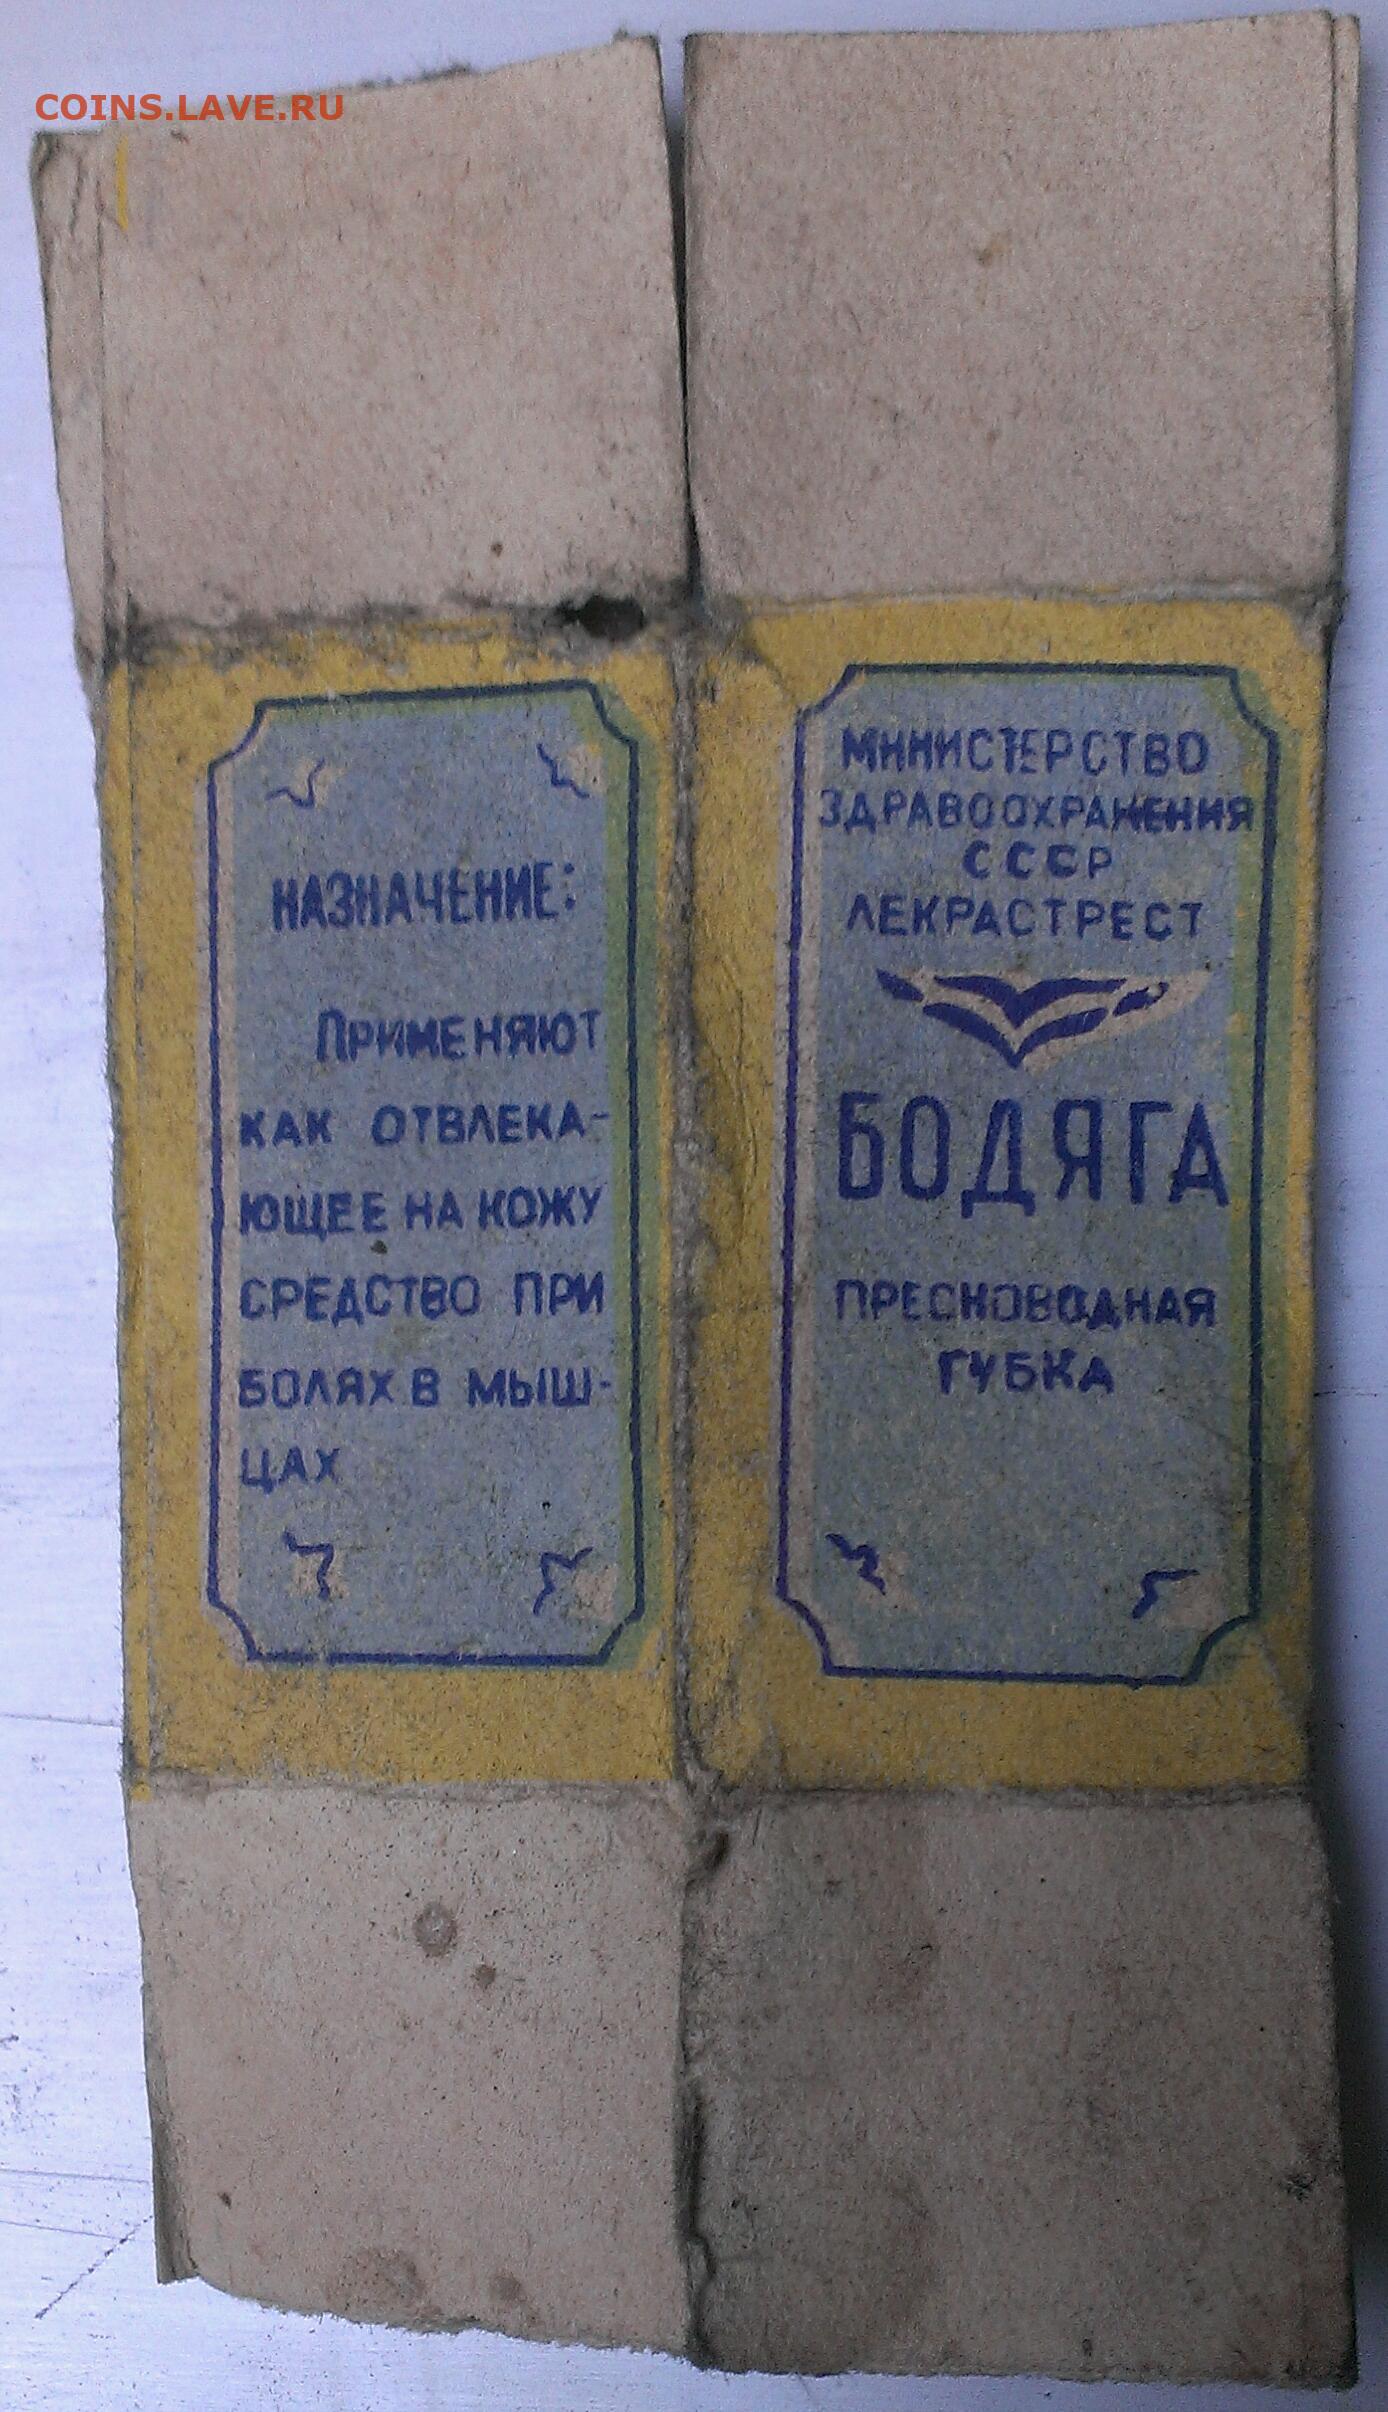 COINS.LAVE.RU
НАЗНАЧЕНИЕ:
ПРИМЕНЯЮТ
КАК ОТВЛЕКА-
ЮЩЕЕ НА КОЖУ
СРЕДСТВО ПРИ
БОЛЯХ В МЫШ-
ЦАХ
МИНИСТЕРСТВО
ЗДРАВООХРАНЕНИЯ
СССР
ЛЕКРАСТРЕСТ
БОДЯГА
ПРЕСНОВОДНАЯ
ГУБКА